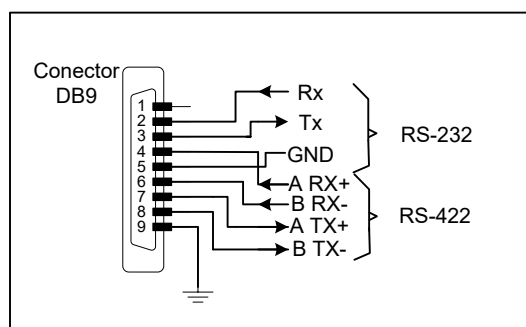 Conector
DB9
1
2
3
4
5
6
7
8
9
Rx
Tx
GND
A RX+
B RX-
A TX+
B TX-
RS-232
RS-422